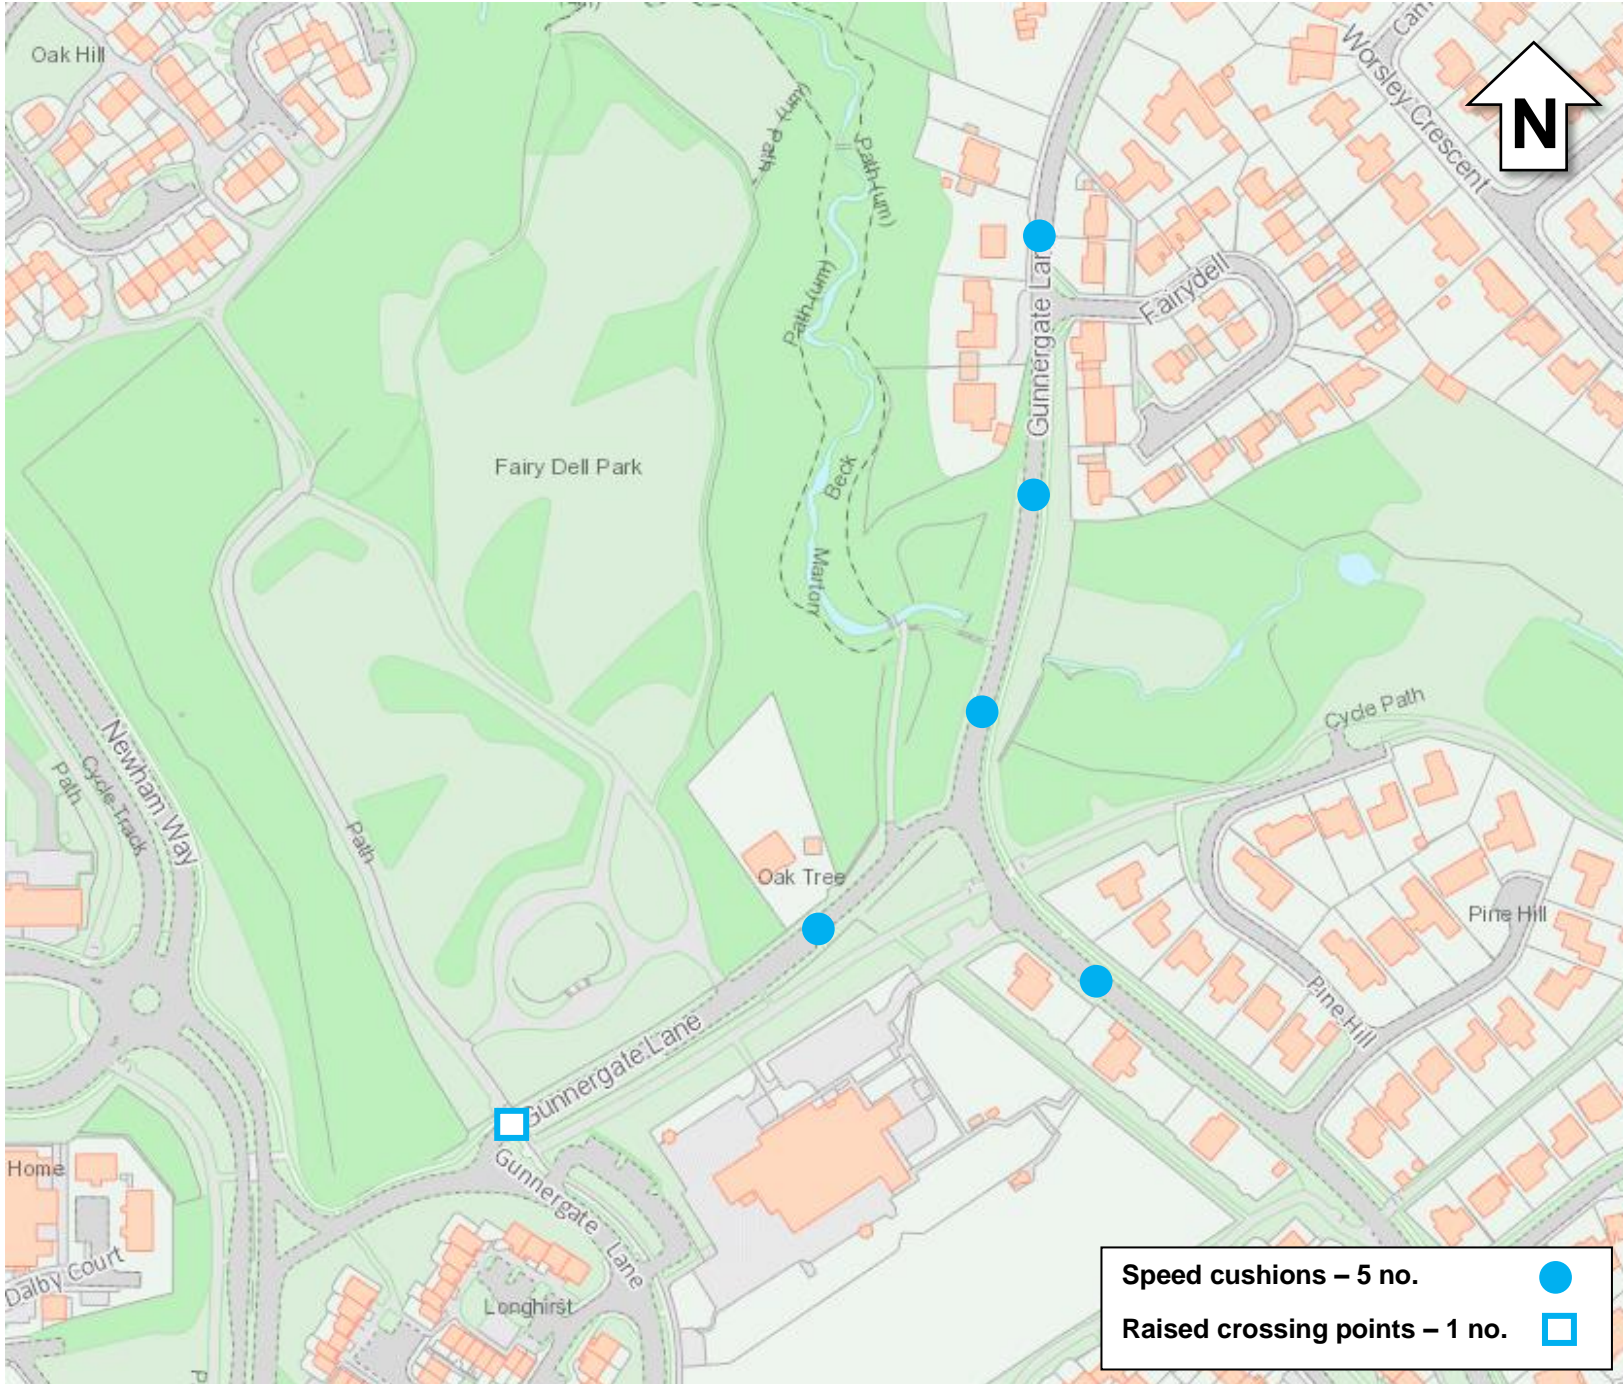 Oak Hill
(um)
Path (um)
Path (um)
Path (um)
Worsley Crescent
Cam
N
Gunnergate Lan
Fairydell
Fairy Dell Park
Beck
Marton
Cycle Path
Newham Way
Cycle Track
Path
Path
Oak Tree
Pine Hill
Pine Hill
Gunnergate Lane
Gunnergate Lane
Home
Dalby Court
Longhirst
P
Speed cushions – 5 no.
Raised crossing points – 1 no.